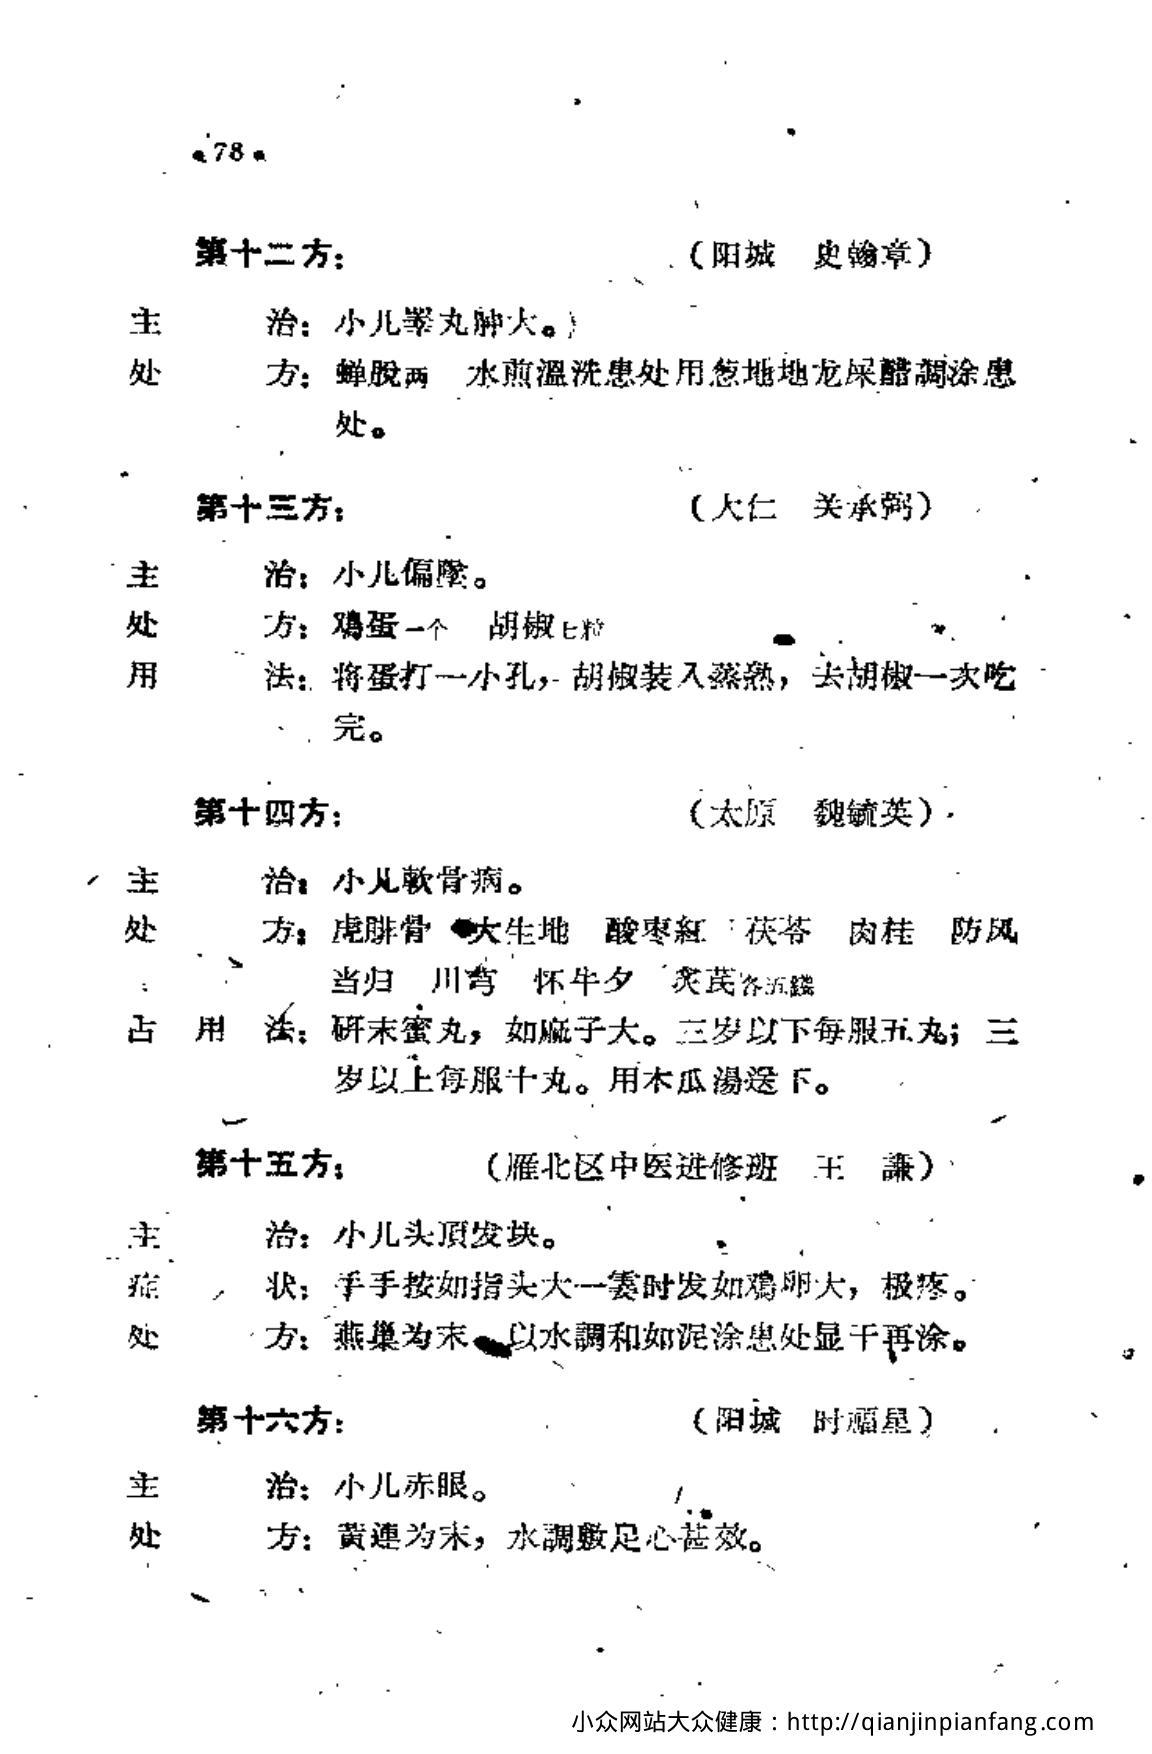 •78•
第十二方：（阳城 史翰章）
主 治：小儿睪丸肿大。
处 方：蝉脫两 水煎溫洗患处用葱地地龙屎醋調涂患
处。
第十三方：（大仁 关承弼）
主 治：小儿偏墜。
处 方：鸡蛋一个 胡椒七粒
用 法：将蛋打一小孔，胡椒装入蒸熟，去胡椒一次吃
完。
第十四方：（太原 魏毓英）
主 治：小儿軟骨病。
处 方：虎腓骨 大生地 酸枣紅 茯苓 肉桂 防风
当归 川芎 怀牛夕 炙芪各五錢
占 用 法：研末蜜丸，如麻子大。三岁以下每服五丸；三
岁以上每服十丸。用木瓜湯送下。
第十五方：（雁北区中医进修班 王 謙）
主 治：小儿头頂发块。
症 状：手手按如指头大一霎时发如鸡卵大，极疼。
处 方：燕巢为末 以水調和如泥涂患处显干再涂。
第十六方：（阳城 时福星）
主 治：小儿赤眼。
处 方：黃連为末，水調敷足心甚效。
小众网站大众健康：http://qianjinpianfang.com